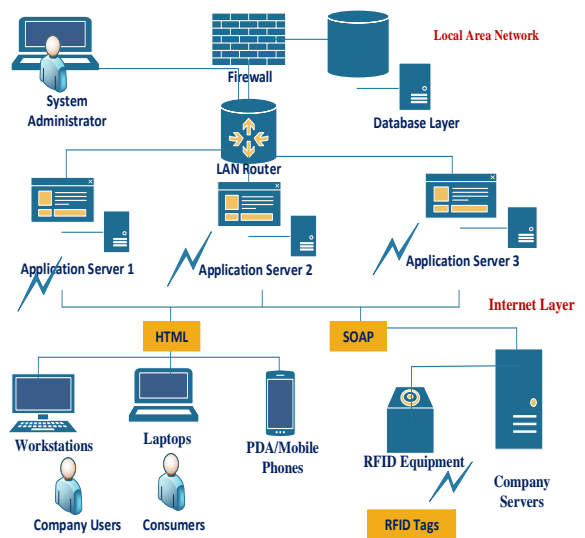 Local Area Network
Firewall
System
Administrator
Database Layer
LAN Router
Application Server 1
Application Server 2
Application Server 3
Internet Layer
HTML
SOAP
Workstations
Laptops
PDA/Mobile
Phones
RFID Equipment
Company
Servers
Company Users
Consumers
RFID Tags